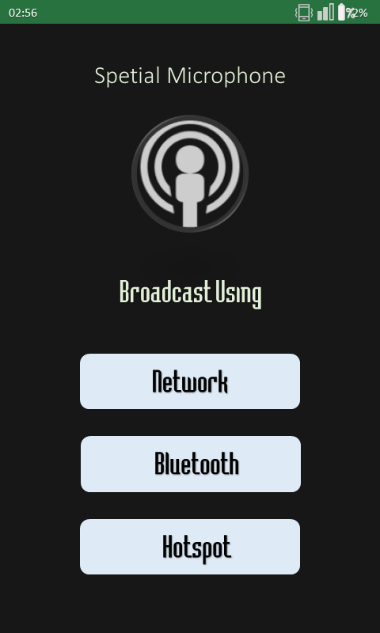 02:56
Spetial Microphone
Broadcast Using
Network
Bluetooth
Hotspot